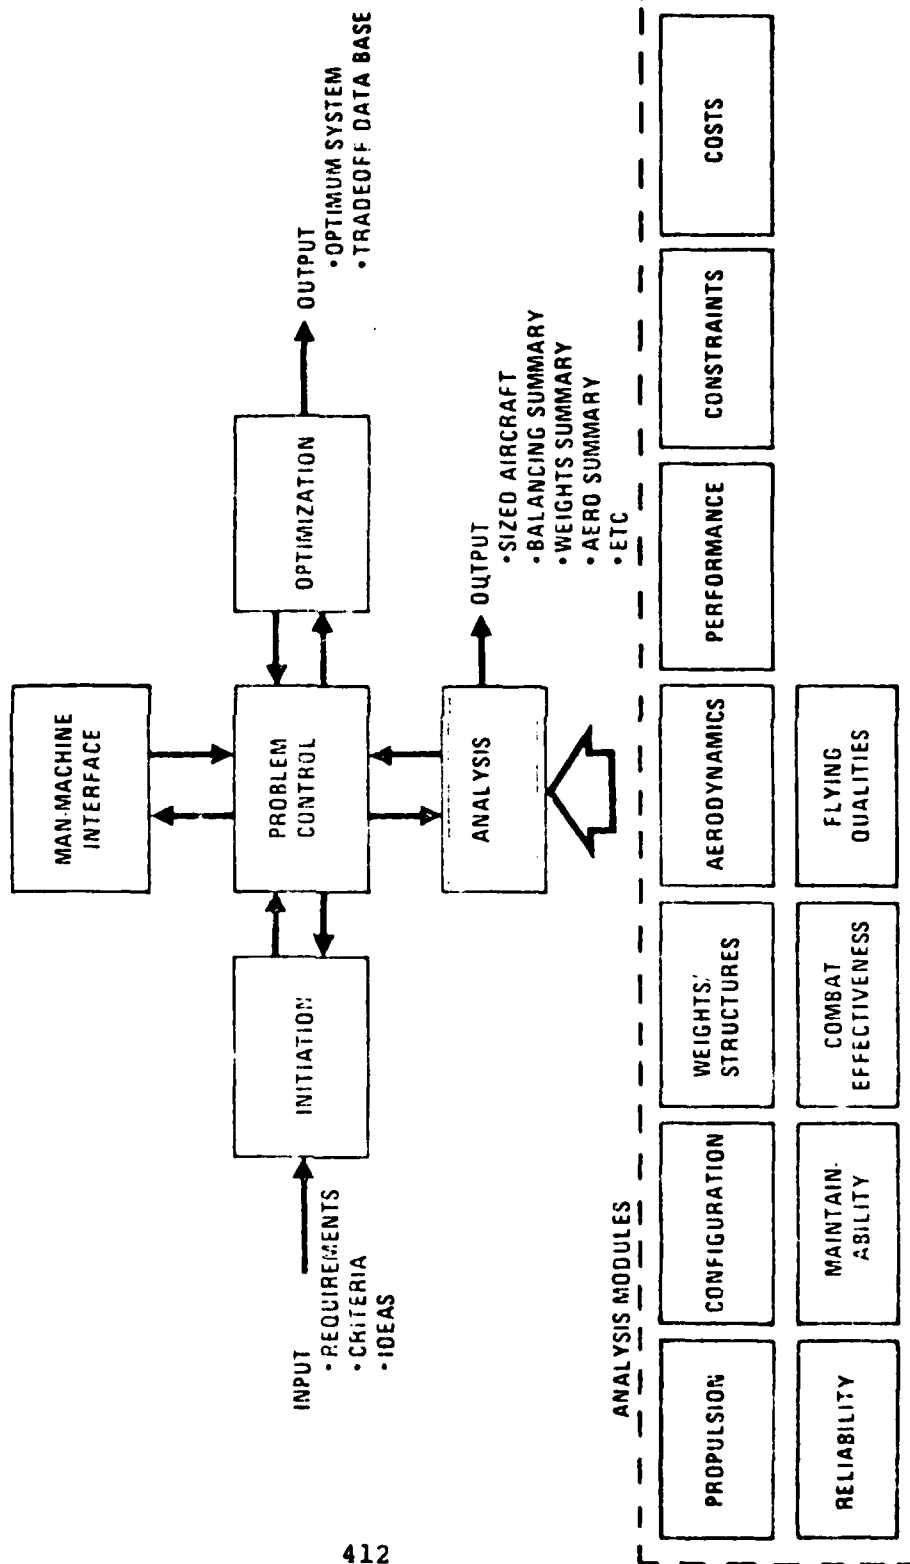 MAN-MACHINE
INTERFACE
INPUT
• REQUIREMENTS
• CRITERIA
• IDEAS
INITIATION
PROBLEM
CONTROL
OPTIMIZATION
OUTPUT
• OPTIMUM SYSTEM
• TRADEOFF DATA BASE
ANALYSIS
OUTPUT
• SIZED AIRCRAFT
• BALANCING SUMMARY
• WEIGHTS SUMMARY
• AERO SUMMARY
• ETC
ANALYSIS MODULES
PROPULSION
CONFIGURATION
WEIGHTS/
STRUCTURES
AERODYNAMICS
PERFORMANCE
CONSTRAINTS
COSTS
RELIABILITY
MAINTAIN-
ABILITY
COMBAT
EFFECTIVENESS
FLYING
QUALITIES
412